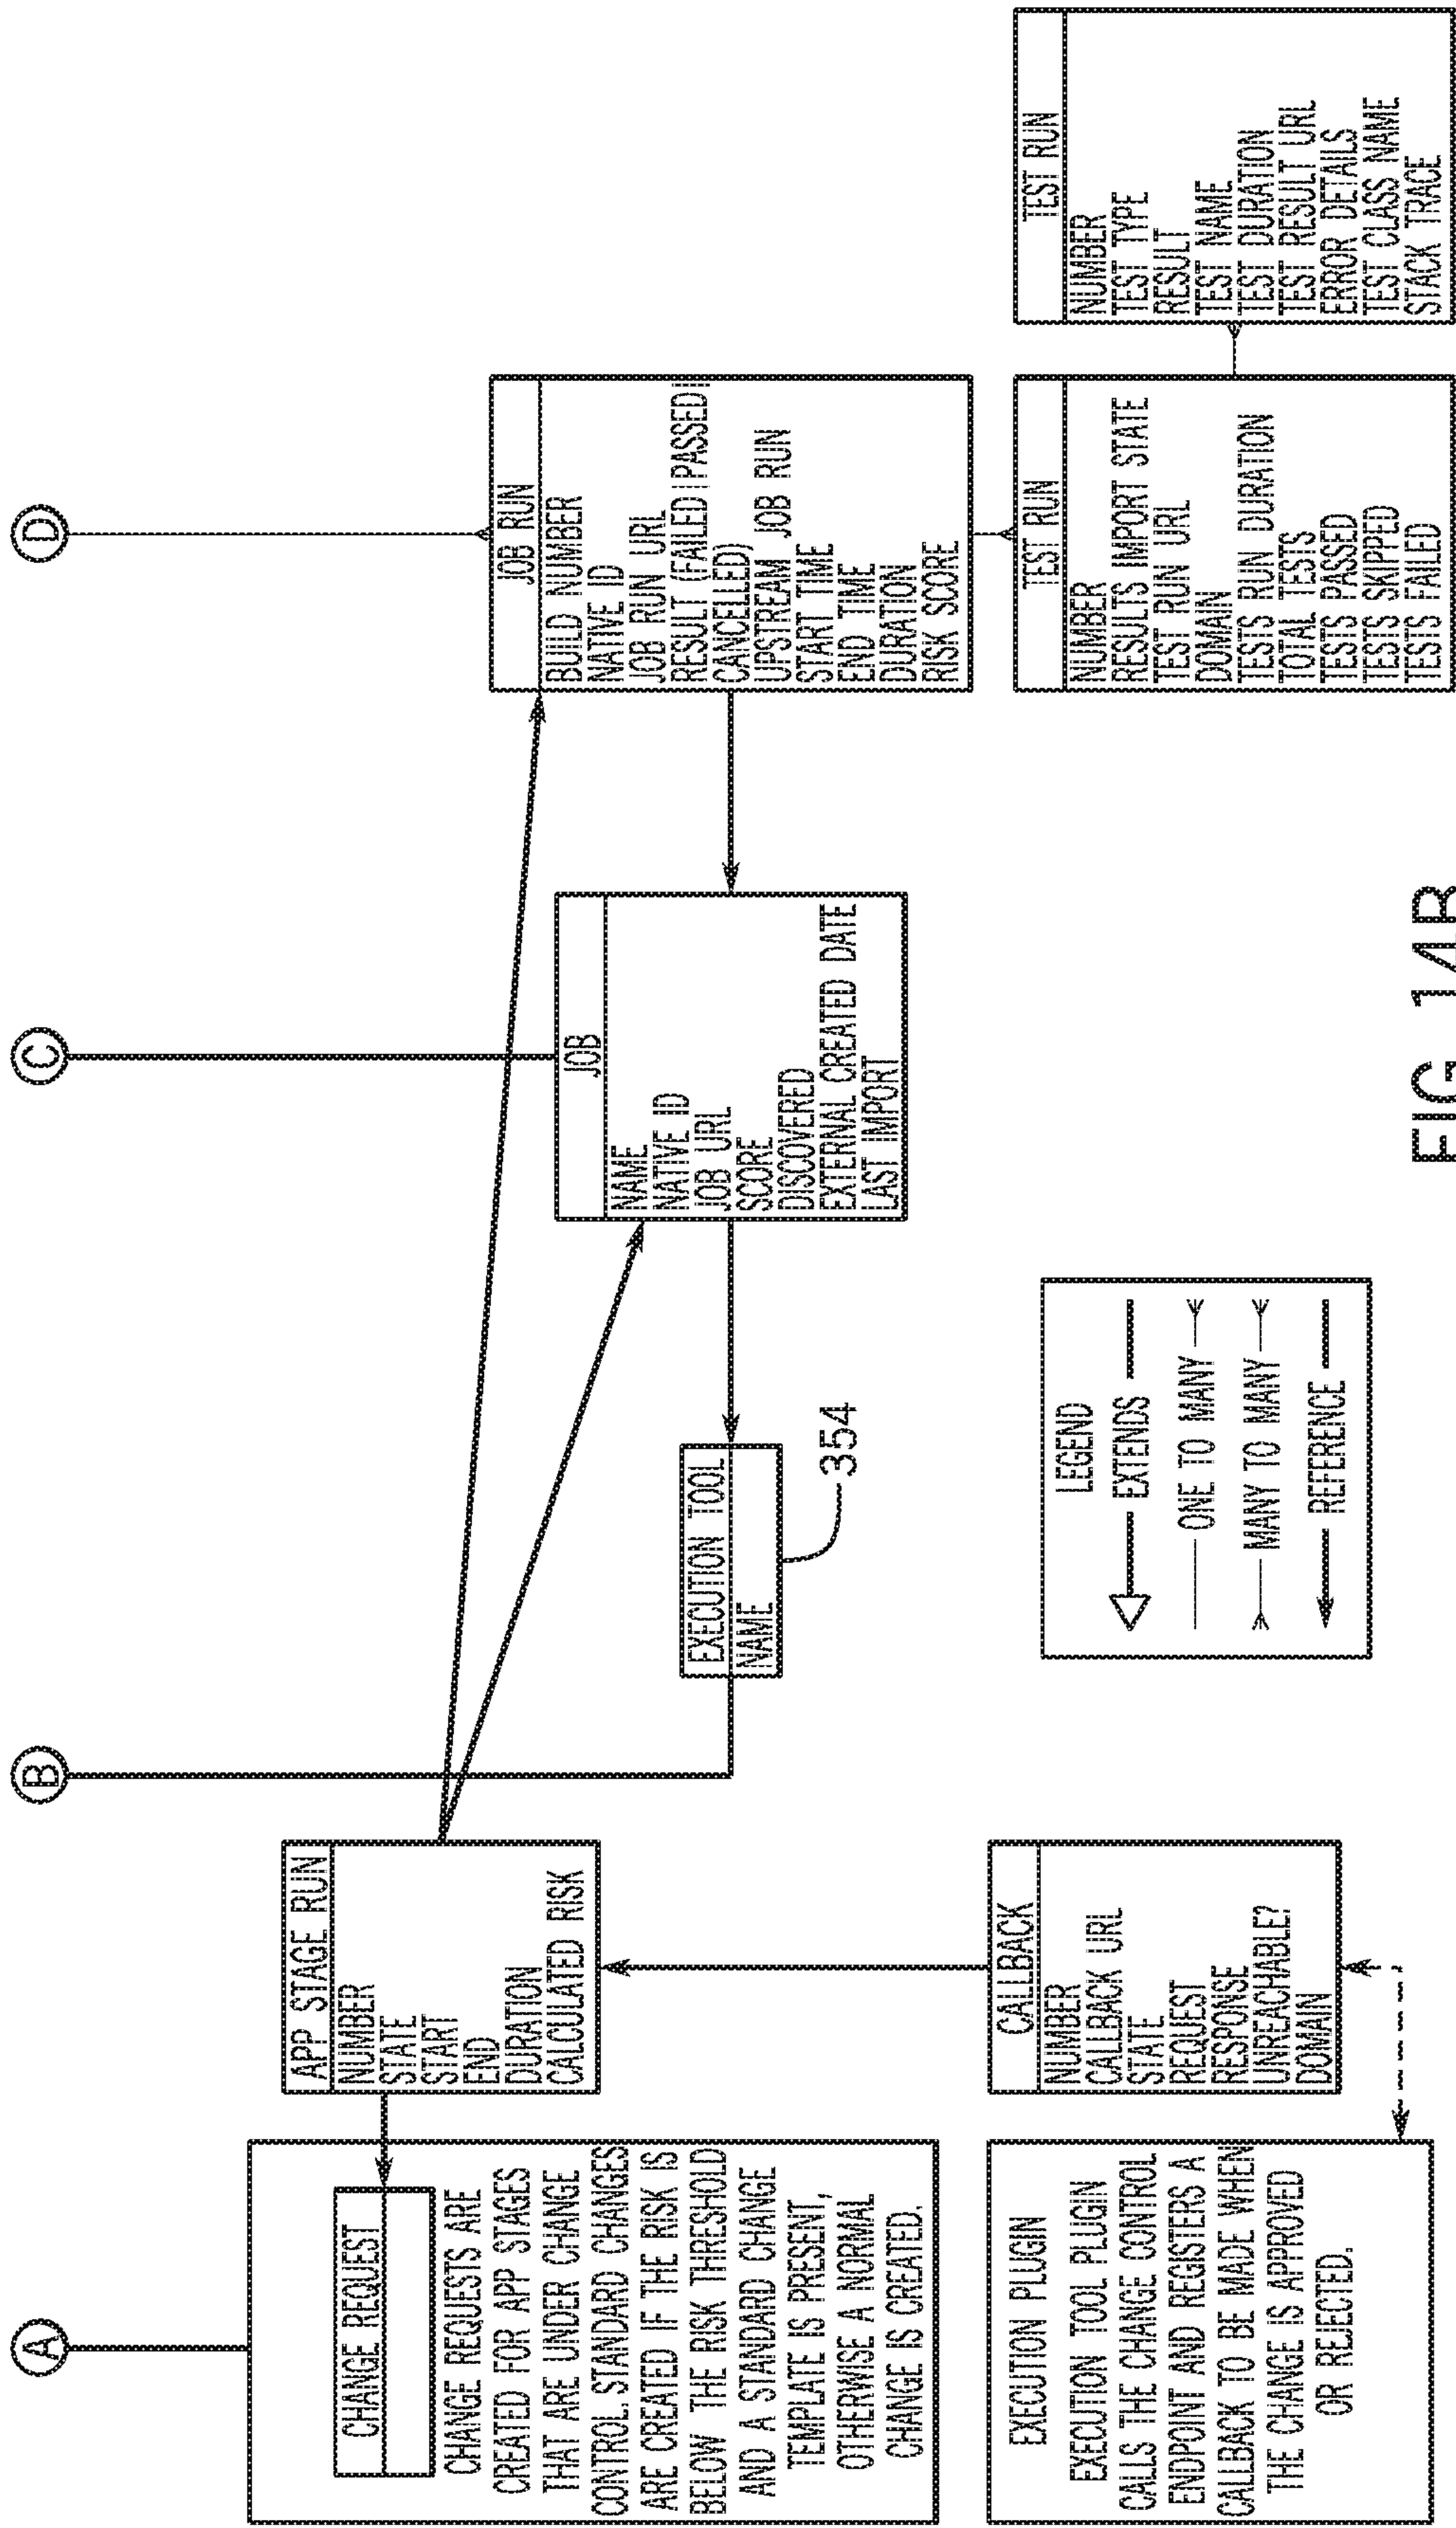 A
B
C
D
CHANGE REQUEST
CHANGE REQUESTS ARE
CREATED FOR APP STAGES
THAT ARE UNDER CHANGE
CONTROL. STANDARD CHANGES
ARE CREATED IF THE RISK IS
BELOW THE RISK THRESHOLD
AND A STANDARD CHANGE
TEMPLATE IS PRESENT,
OTHERWISE A NORMAL
CHANGE IS CREATED.
APP STAGE RUN
NUMBER
STATE
START
END
DURATION
CALCULATED RISK
EXECUTION TOOL
NAME
354
JOB
NAME
NATIVE ID
JOB URL
SCORE
DISCOVERED
EXTERNAL CREATED DATE
LAST IMPORT
JOB RUN
BUILD NUMBER
NATIVE ID
JOB RUN URL
RESULT (FAILED|PASSED|
CANCELLED)
UPSTREAM JOB RUN
START TIME
END TIME
DURATION
RISK SCORE
EXECUTION PLUGIN
EXECUTION TOOL PLUGIN
CALLS THE CHANGE CONTROL
ENDPOINT AND REGISTERS A
CALLBACK TO BE MADE WHEN
THE CHANGE IS APPROVED
OR REJECTED.
CALLBACK
NUMBER
CALLBACK URL
STATE
REQUEST
RESPONSE
UNREACHABLE?
DOMAIN
LEGEND
EXTENDS
ONE TO MANY
MANY TO MANY
REFERENCE
TEST RUN
NUMBER
RESULTS IMPORT STATE
TEST RUN URL
DOMAIN
TESTS RUN DURATION
TOTAL TESTS
TESTS PASSED
TESTS SKIPPED
TESTS FAILED
TEST RUN
NUMBER
TEST TYPE
RESULT
TEST NAME
TEST DURATION
TEST RESULT URL
ERROR DETAILS
TEST CLASS NAME
STACK TRACE
FIG. 14B